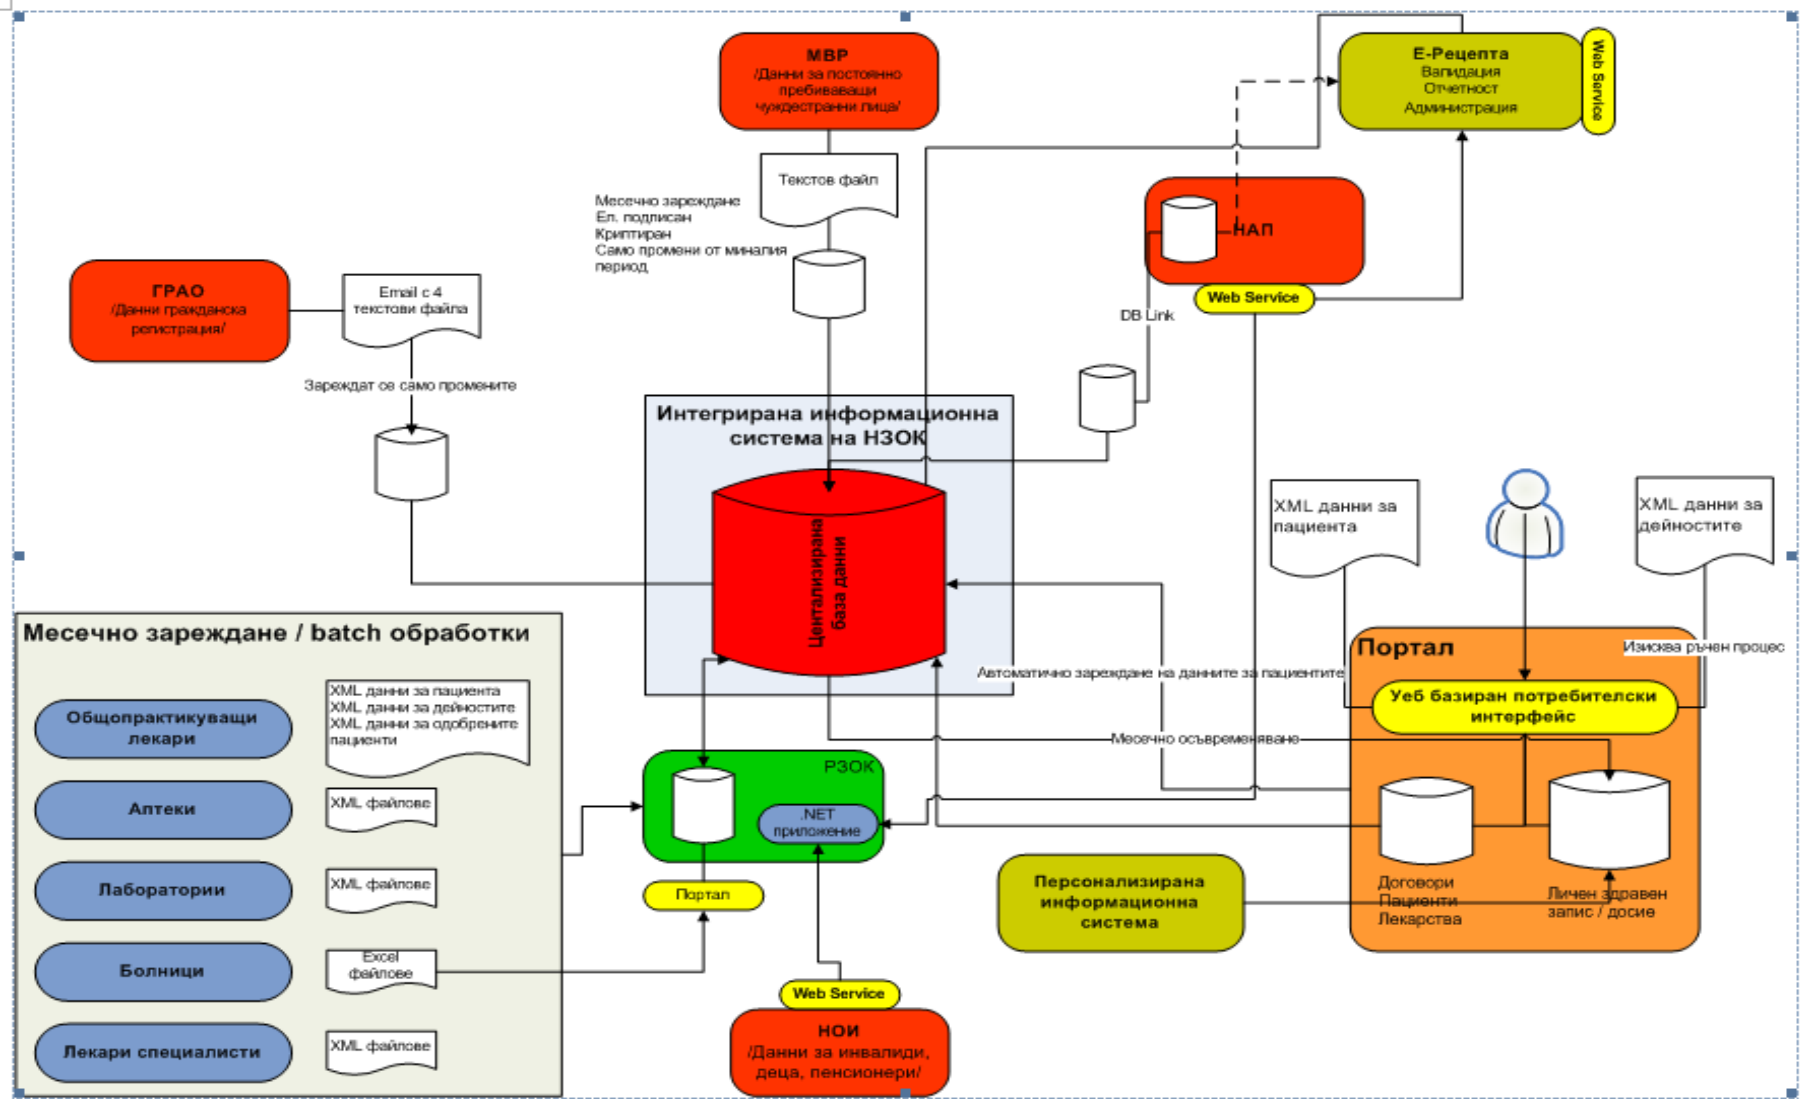 МВР
/Данни за постоянно
пребиваващи
чуждестранни лица/
Е-Рецепта
Валидация
Отчетност
Администрация
Web Service
Текстов файл
Месечно зареждане
Ел. подписан
Криптиран
Само промени от миналия
период
НАП
Web Service
DB Link
ГРАО
/Данни гражданска
регистрация/
Email с 4
текстови файла
Зареждат се само промените
Интегрирана информационна
система на НЗОК
Централизирана
база данни
XML данни за
пациента
XML данни за
дейностите
Месечно зареждане / batch обработки
Общопрактикуващи
лекари
XML данни за пациента
XML данни за дейностите
XML данни за одобрените
пациенти
Аптеки
XML файлове
Лаборатории
XML файлове
Болници
Excel
файлове
Лекари специалисти
XML файлове
Автоматично зареждане на данните за пациентите
Портал
Изисква ръчен процес
Уеб базиран потребителски
интерфейс
Месечно осъвременяване
РЗОК
.NET
приложение
Портал
Персонализирана
информационна
система
Договори
Пациенти
Лекарства
Личен здравен
запис / досие
Web Service
НОИ
/Данни за инвалиди,
деца, пенсионери/